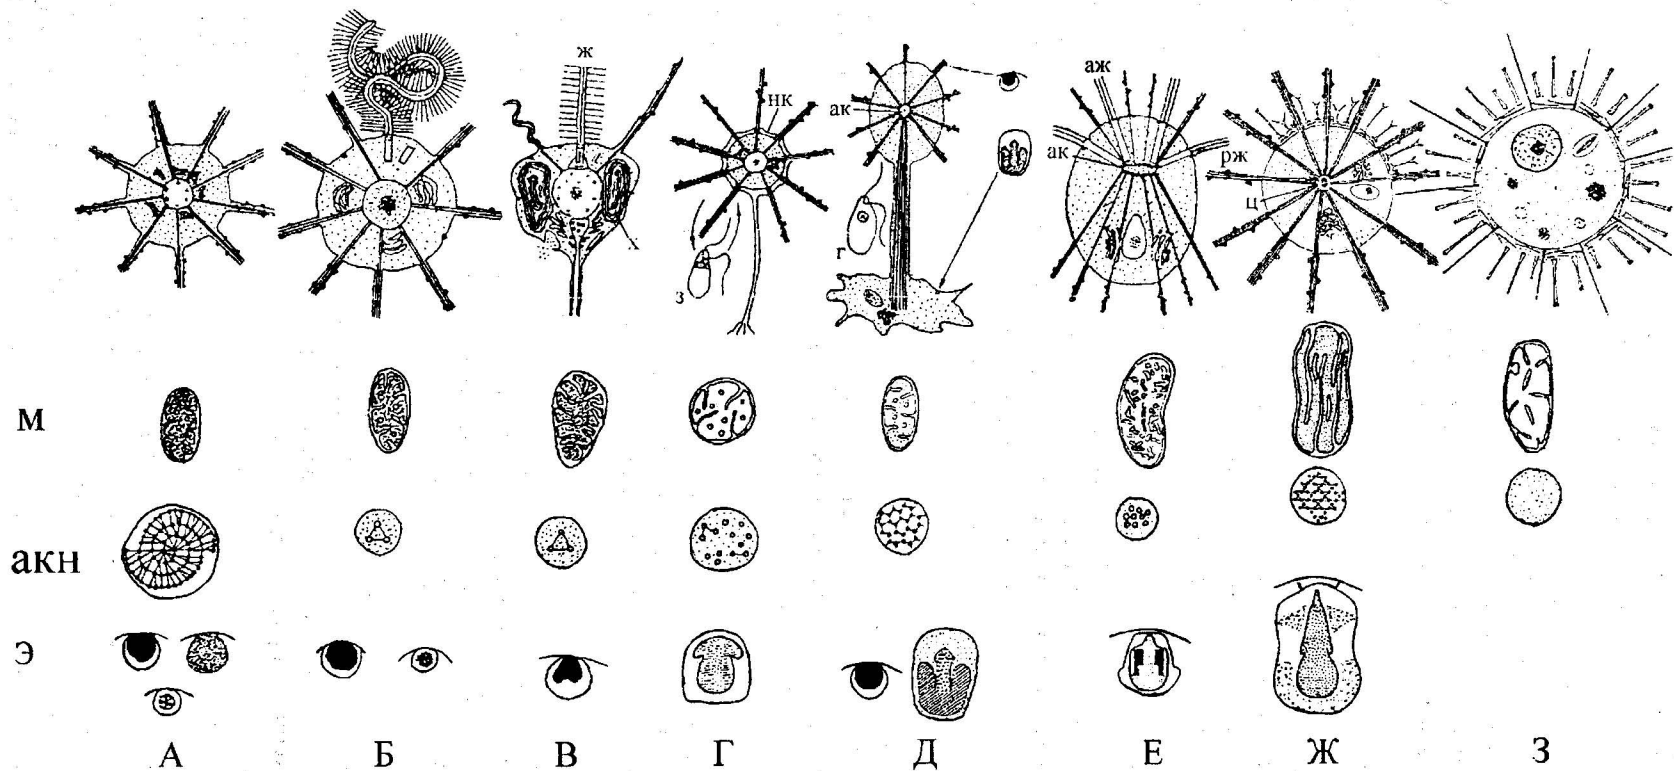 ж
нк
аж
ак
ак
рж
ц
х
г
з
М
акн
Э
А Б В Г Д Е Ж З